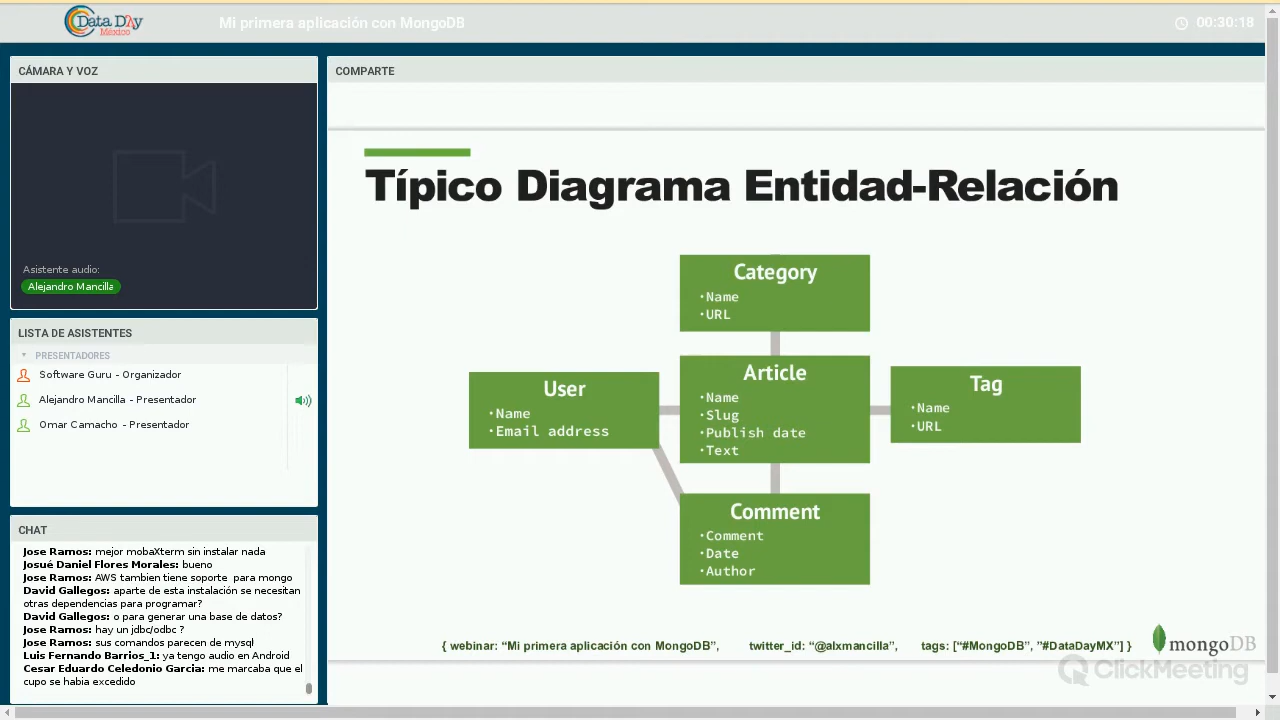 Data Day
México
Mi primera aplicación con MongoDB
00:30:18
CÁMARA Y VOZ
Asistente audio:
Alejandro Mancilla
LISTA DE ASISTENTES
PRESENTADORES
Software Guru - Organizador
Alejandro Mancilla - Presentador
Omar Camacho - Presentador
CHAT
Jose Ramos: mejor mobaXterm sin instalar nada
Josué Daniel Flores Morales: bueno
Jose Ramos: AWS tambien tiene soporte para mongo
David Gallegos: aparte de esta instalación se necesitan
otras dependencias para programar?
David Gallegos: o para generar una base de datos?
Jose Ramos: hay un jdbc/odbc ?
Jose Ramos: sus comandos parecen de mysql
Luis Fernando Barrios_1: ya tengo audio en Android
Cesar Eduardo Celedonio Garcia: me marcaba que el
cupo se habia excedido
COMPARTE
Típico Diagrama Entidad-Relación
Category
·Name
·URL
User
·Name
·Email address
Article
·Name
·Slug
·Publish date
·Text
Tag
·Name
·URL
Comment
·Comment
·Date
·Author
{ webinar: “Mi primera aplicación con MongoDB”, twitter_id: “@alxmancilla”, tags: [“#MongoDB”, ”#DataDayMX”] }
mongoDB
ClickMeeting